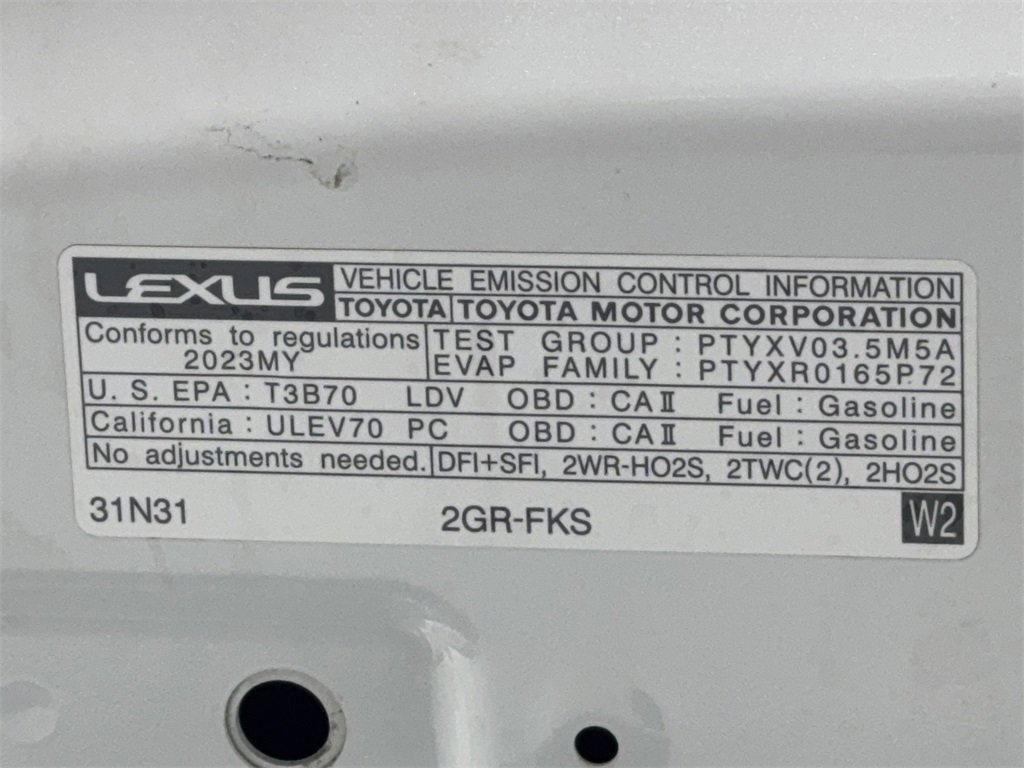 LEXUS VEHICLE EMISSION CONTROL INFORMATION
TOYOTA TOYOTA MOTOR CORPORATION
Conforms to regulations TEST GROUP : PTYXV03.5M5A
2023MY EVAP FAMILY : PTYXR0165P72
U. S. EPA : T3B70 LDV OBD : CAⅡ Fuel : Gasoline
California : ULEV70 PC OBD : CAⅡ Fuel : Gasoline
No adjustments needed. DFI+SFI, 2WR-HO2S, 2TWC(2), 2HO2S
31N31 2GR-FKS W2